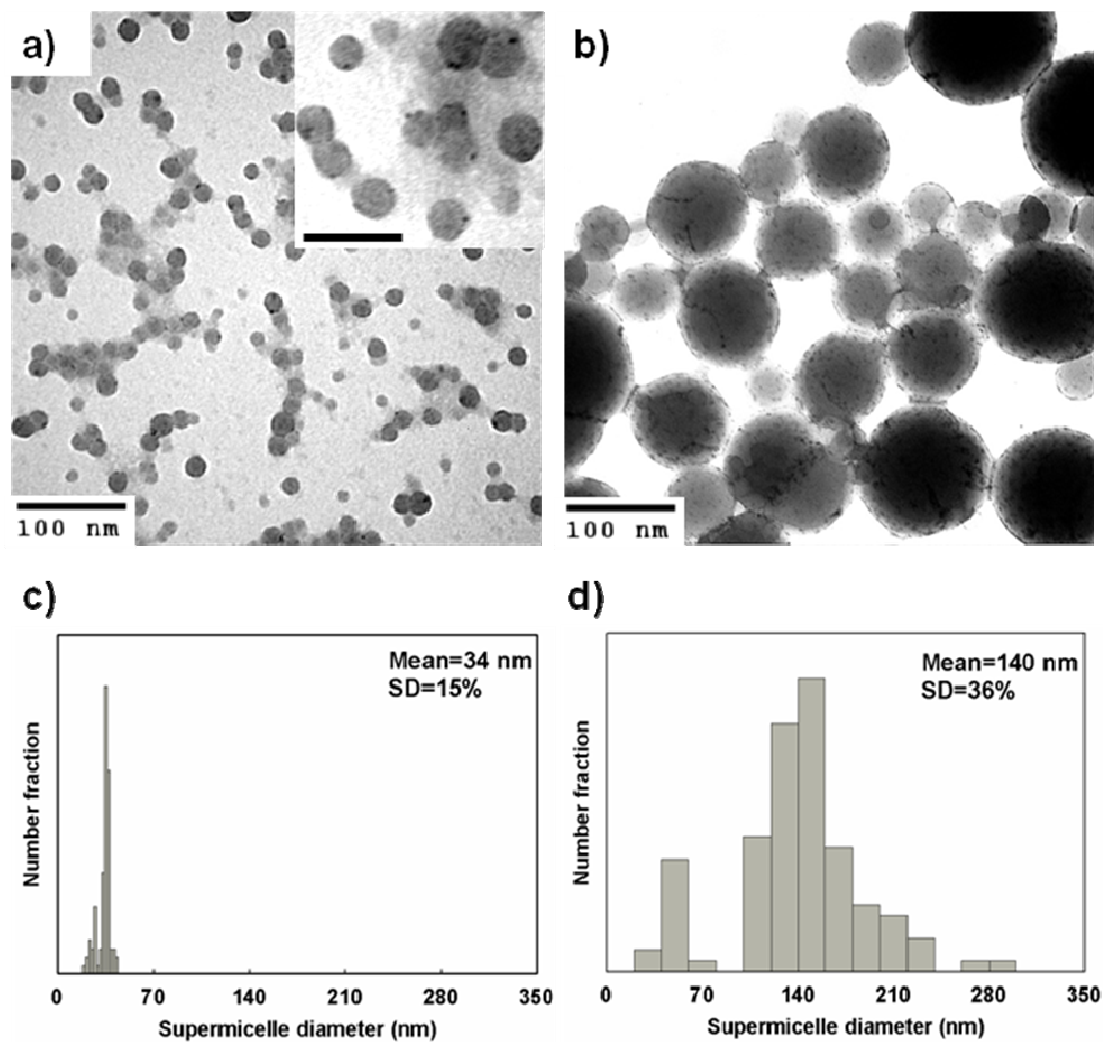 a)
b)
100 nm
100 nm
c)
d)
Mean=34 nm
SD=15%
Number fraction
0 70 140 210 280 350
Supermicelle diameter (nm)
Mean=140 nm
SD=36%
Number fraction
0 70 140 210 280 350
Supermicelle diameter (nm)